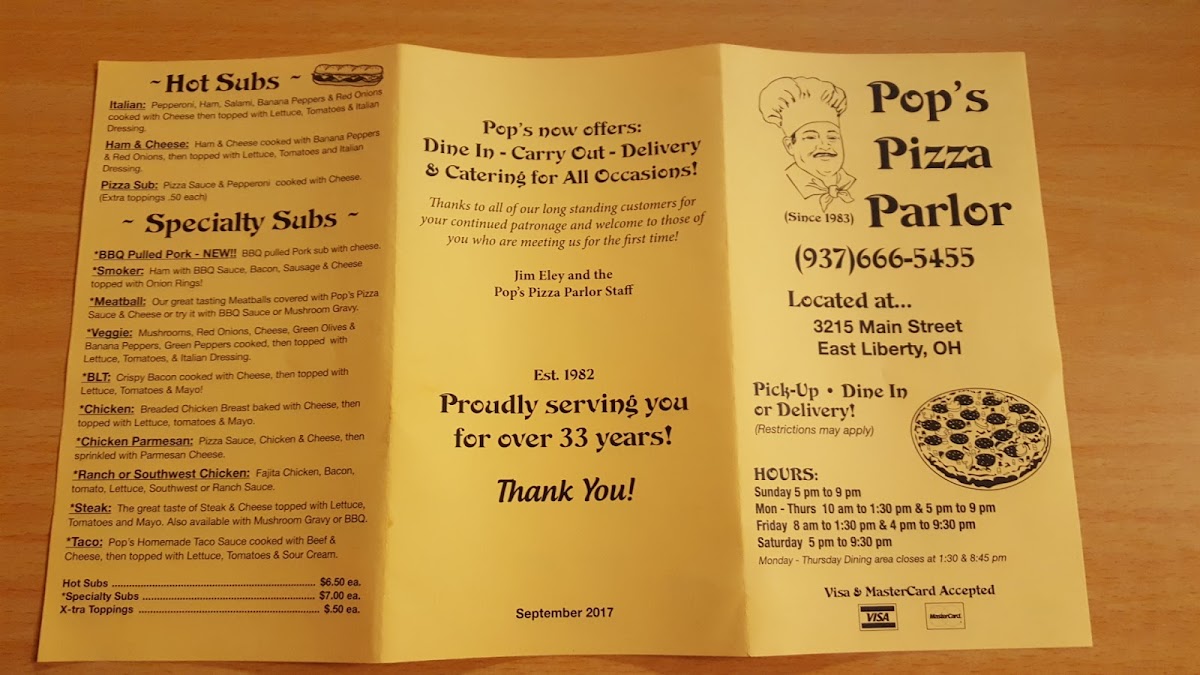 ~ Hot Subs ~
Italian: Pepperoni, Ham, Salami, Banana Peppers & Red Onions
cooked with Cheese then topped with Lettuce, Tomatoes & Italian
Dressing.
Ham & Cheese: Ham & Cheese cooked with Banana Peppers
& Red Onions, then topped with Lettuce, Tomatoes and Italian
Dressing.
Pizza Sub: Pizza Sauce & Pepperoni cooked with Cheese.
(Extra toppings .50 each)
~ Specialty Subs ~
*BBQ Pulled Pork - NEW!! BBQ pulled Pork sub with cheese.
*Smoker: Ham with BBQ Sauce, Bacon, Sausage & Cheese
topped with Onion Rings!
*Meatball: Our great tasting Meatballs covered with Pop's Pizza
Sauce & Cheese or try it with BBQ Sauce or Mushroom Gravy.
*Veggie: Mushrooms, Red Onions, Cheese, Green Olives &
Banana Peppers, Green Peppers cooked, then topped with
Lettuce, Tomatoes, & Italian Dressing.
*BLT: Crispy Bacon cooked with Cheese, then topped with
Lettuce, Tomatoes & Mayo!
*Chicken: Breaded Chicken Breast baked with Cheese, then
topped with Lettuce, tomatoes & Mayo.
*Chicken Parmesan: Pizza Sauce, Chicken & Cheese, then
sprinkled with Parmesan Cheese.
*Ranch or Southwest Chicken: Fajita Chicken, Bacon,
tomato, Lettuce, Southwest or Ranch Sauce.
*Steak: The great taste of Steak & Cheese topped with Lettuce,
Tomatoes and Mayo. Also available with Mushroom Gravy or BBQ.
*Taco: Pop's Homemade Taco Sauce cooked with Beef &
Cheese, then topped with Lettuce, Tomatoes & Sour Cream.
Hot Subs ........ $6.50 ea.
*Specialty Subs ........ $7.00 ea.
X-tra Toppings ........ $.50 ea.
Pop's now offers:
Dine In - Carry Out - Delivery
& Catering for All Occasions!
Thanks to all of our long standing customers for
your continued patronage and welcome to those of
you who are meeting us for the first time!
Jim Eley and the
Pop's Pizza Parlor Staff
Est. 1982
Proudly serving you
for over 33 years!
Thank You!
September 2017
Pop's
Pizza
(Since 1983) Parlor
(937)666-5455
Located at...
3215 Main Street
East Liberty, OH
Pick-Up • Dine In
or Delivery!
(Restrictions may apply)
HOURS:
Sunday 5 pm to 9 pm
Mon - Thurs 10 am to 1:30 pm & 5 pm to 9 pm
Friday 8 am to 1:30 pm & 4 pm to 9:30 pm
Saturday 5 pm to 9:30 pm
Monday - Thursday Dining area closes at 1:30 & 8:45 pm
Visa & MasterCard Accepted
VISA MasterCard